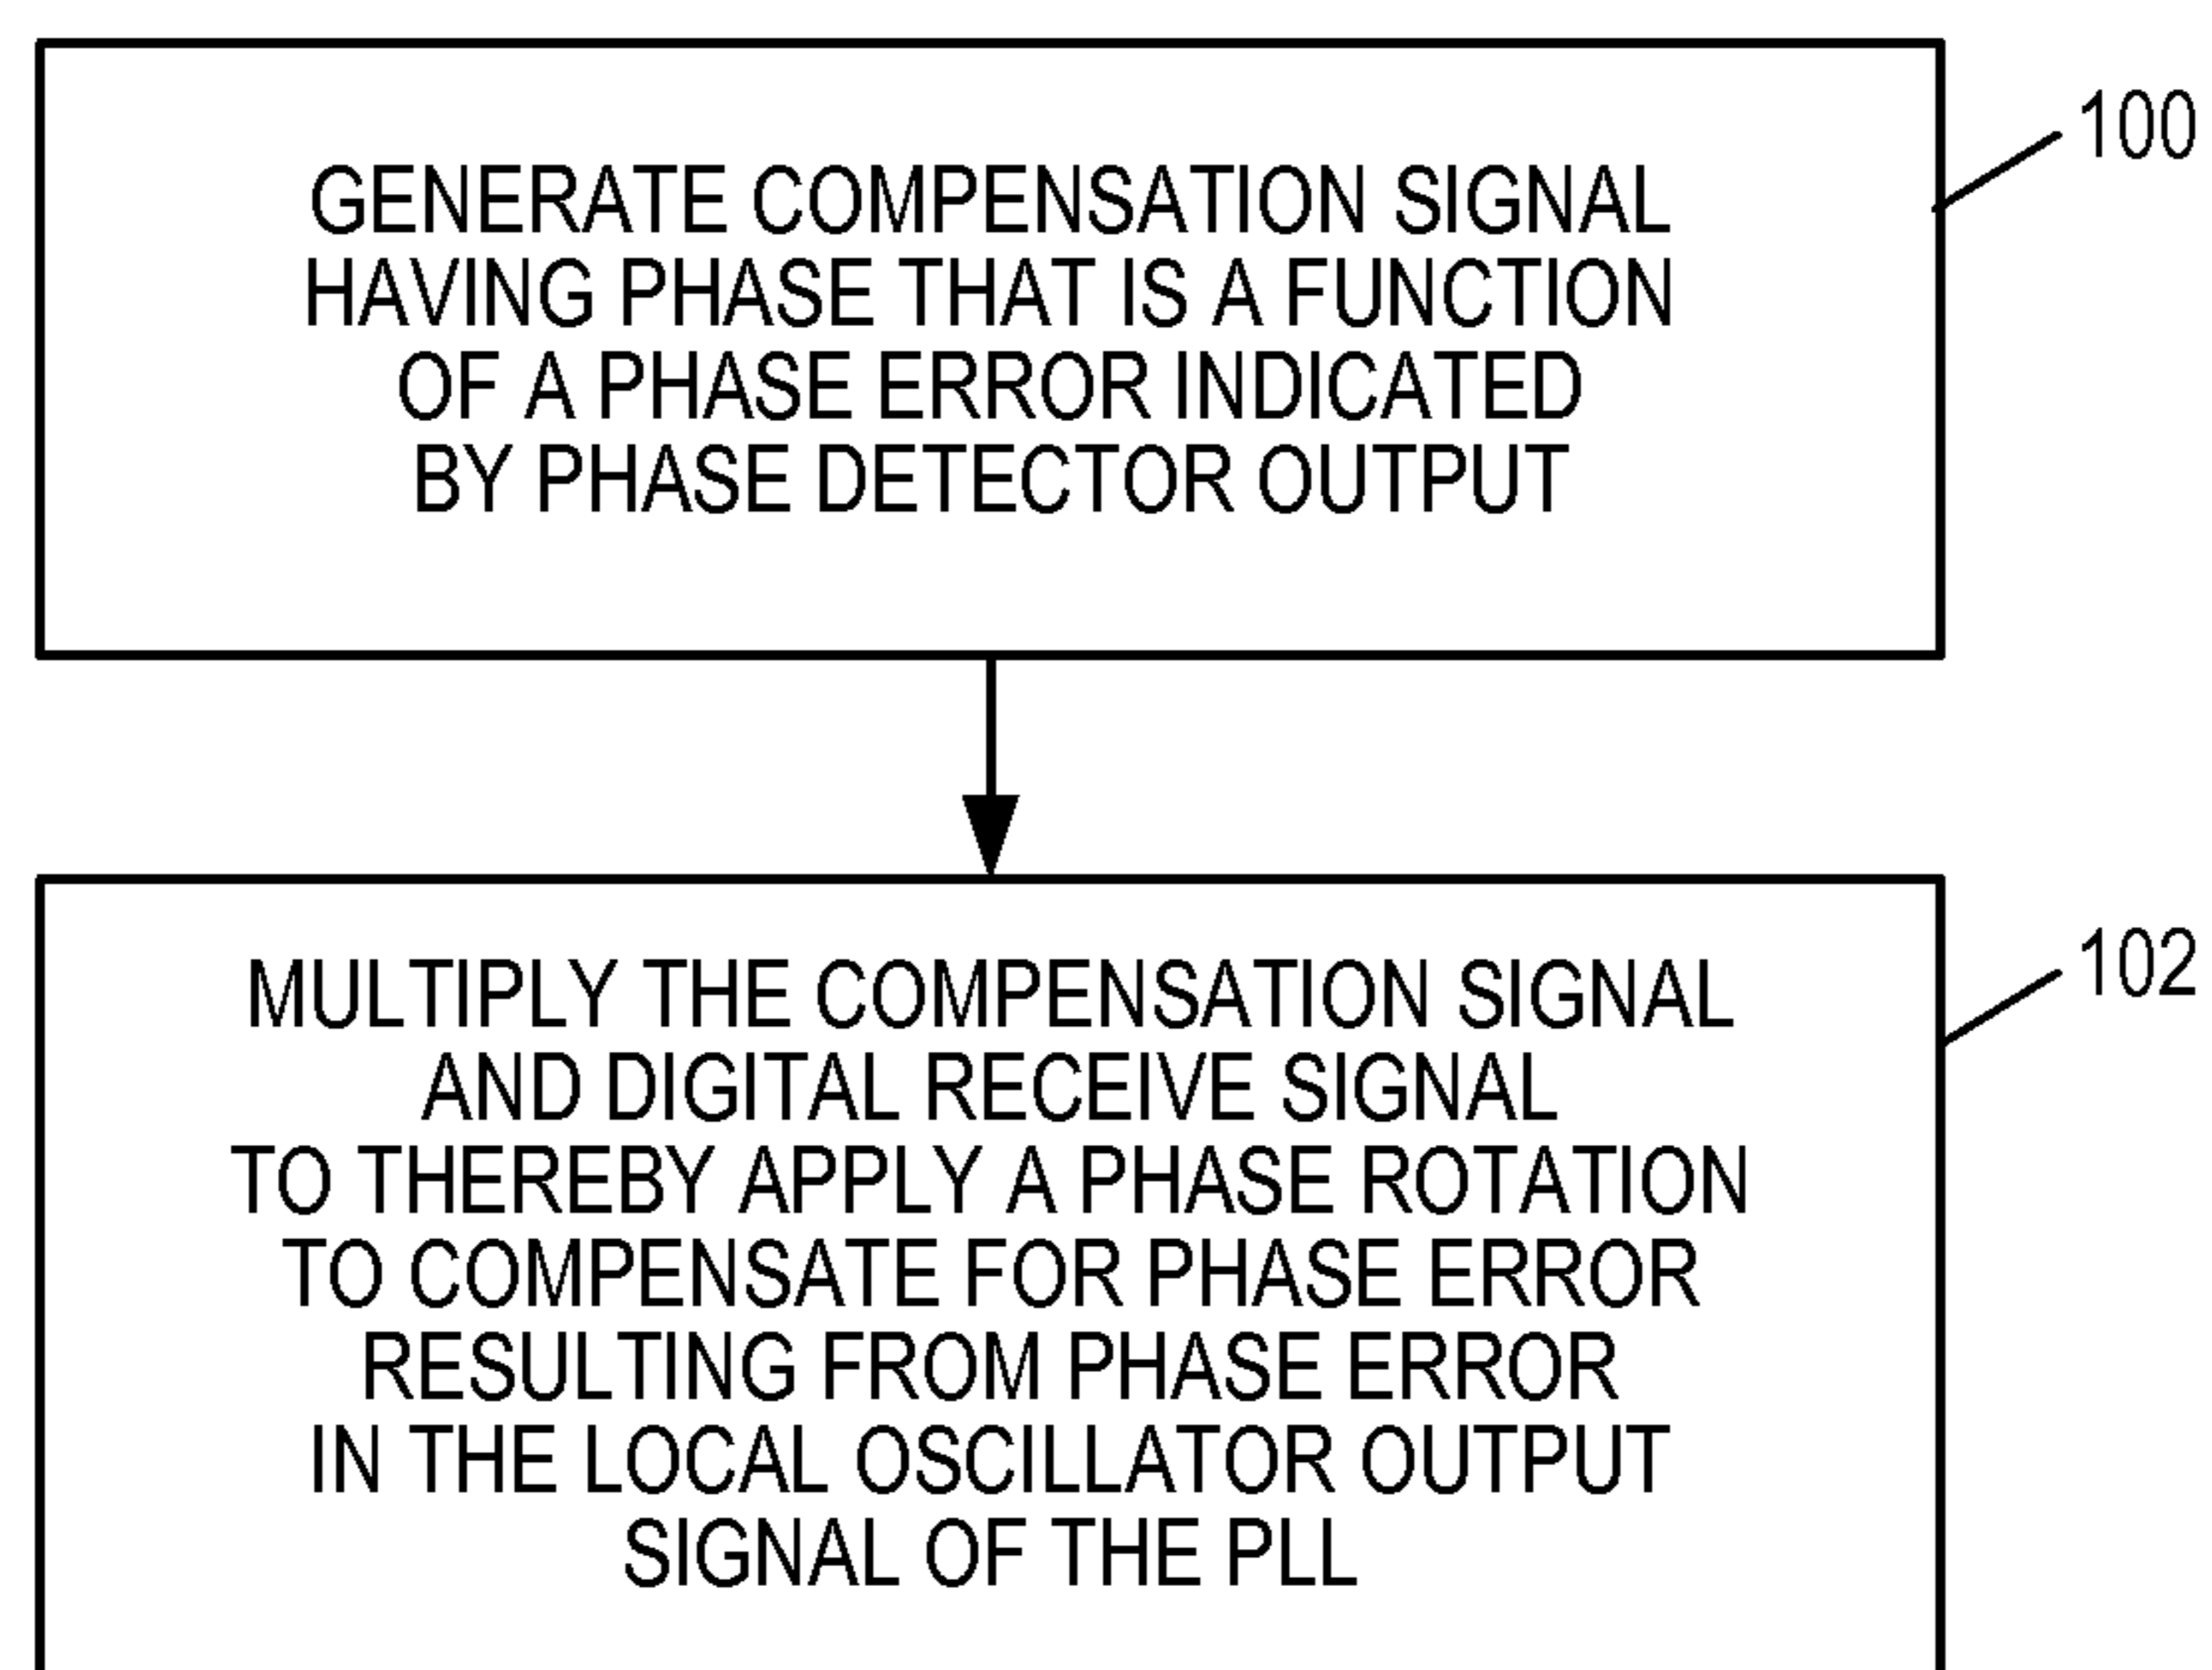 100
GENERATE COMPENSATION SIGNAL
HAVING PHASE THAT IS A FUNCTION
OF A PHASE ERROR INDICATED
BY PHASE DETECTOR OUTPUT
102
MULTIPLY THE COMPENSATION SIGNAL
AND DIGITAL RECEIVE SIGNAL
TO THEREBY APPLY A PHASE ROTATION
TO COMPENSATE FOR PHASE ERROR
RESULTING FROM PHASE ERROR
IN THE LOCAL OSCILLATOR OUTPUT
SIGNAL OF THE PLL